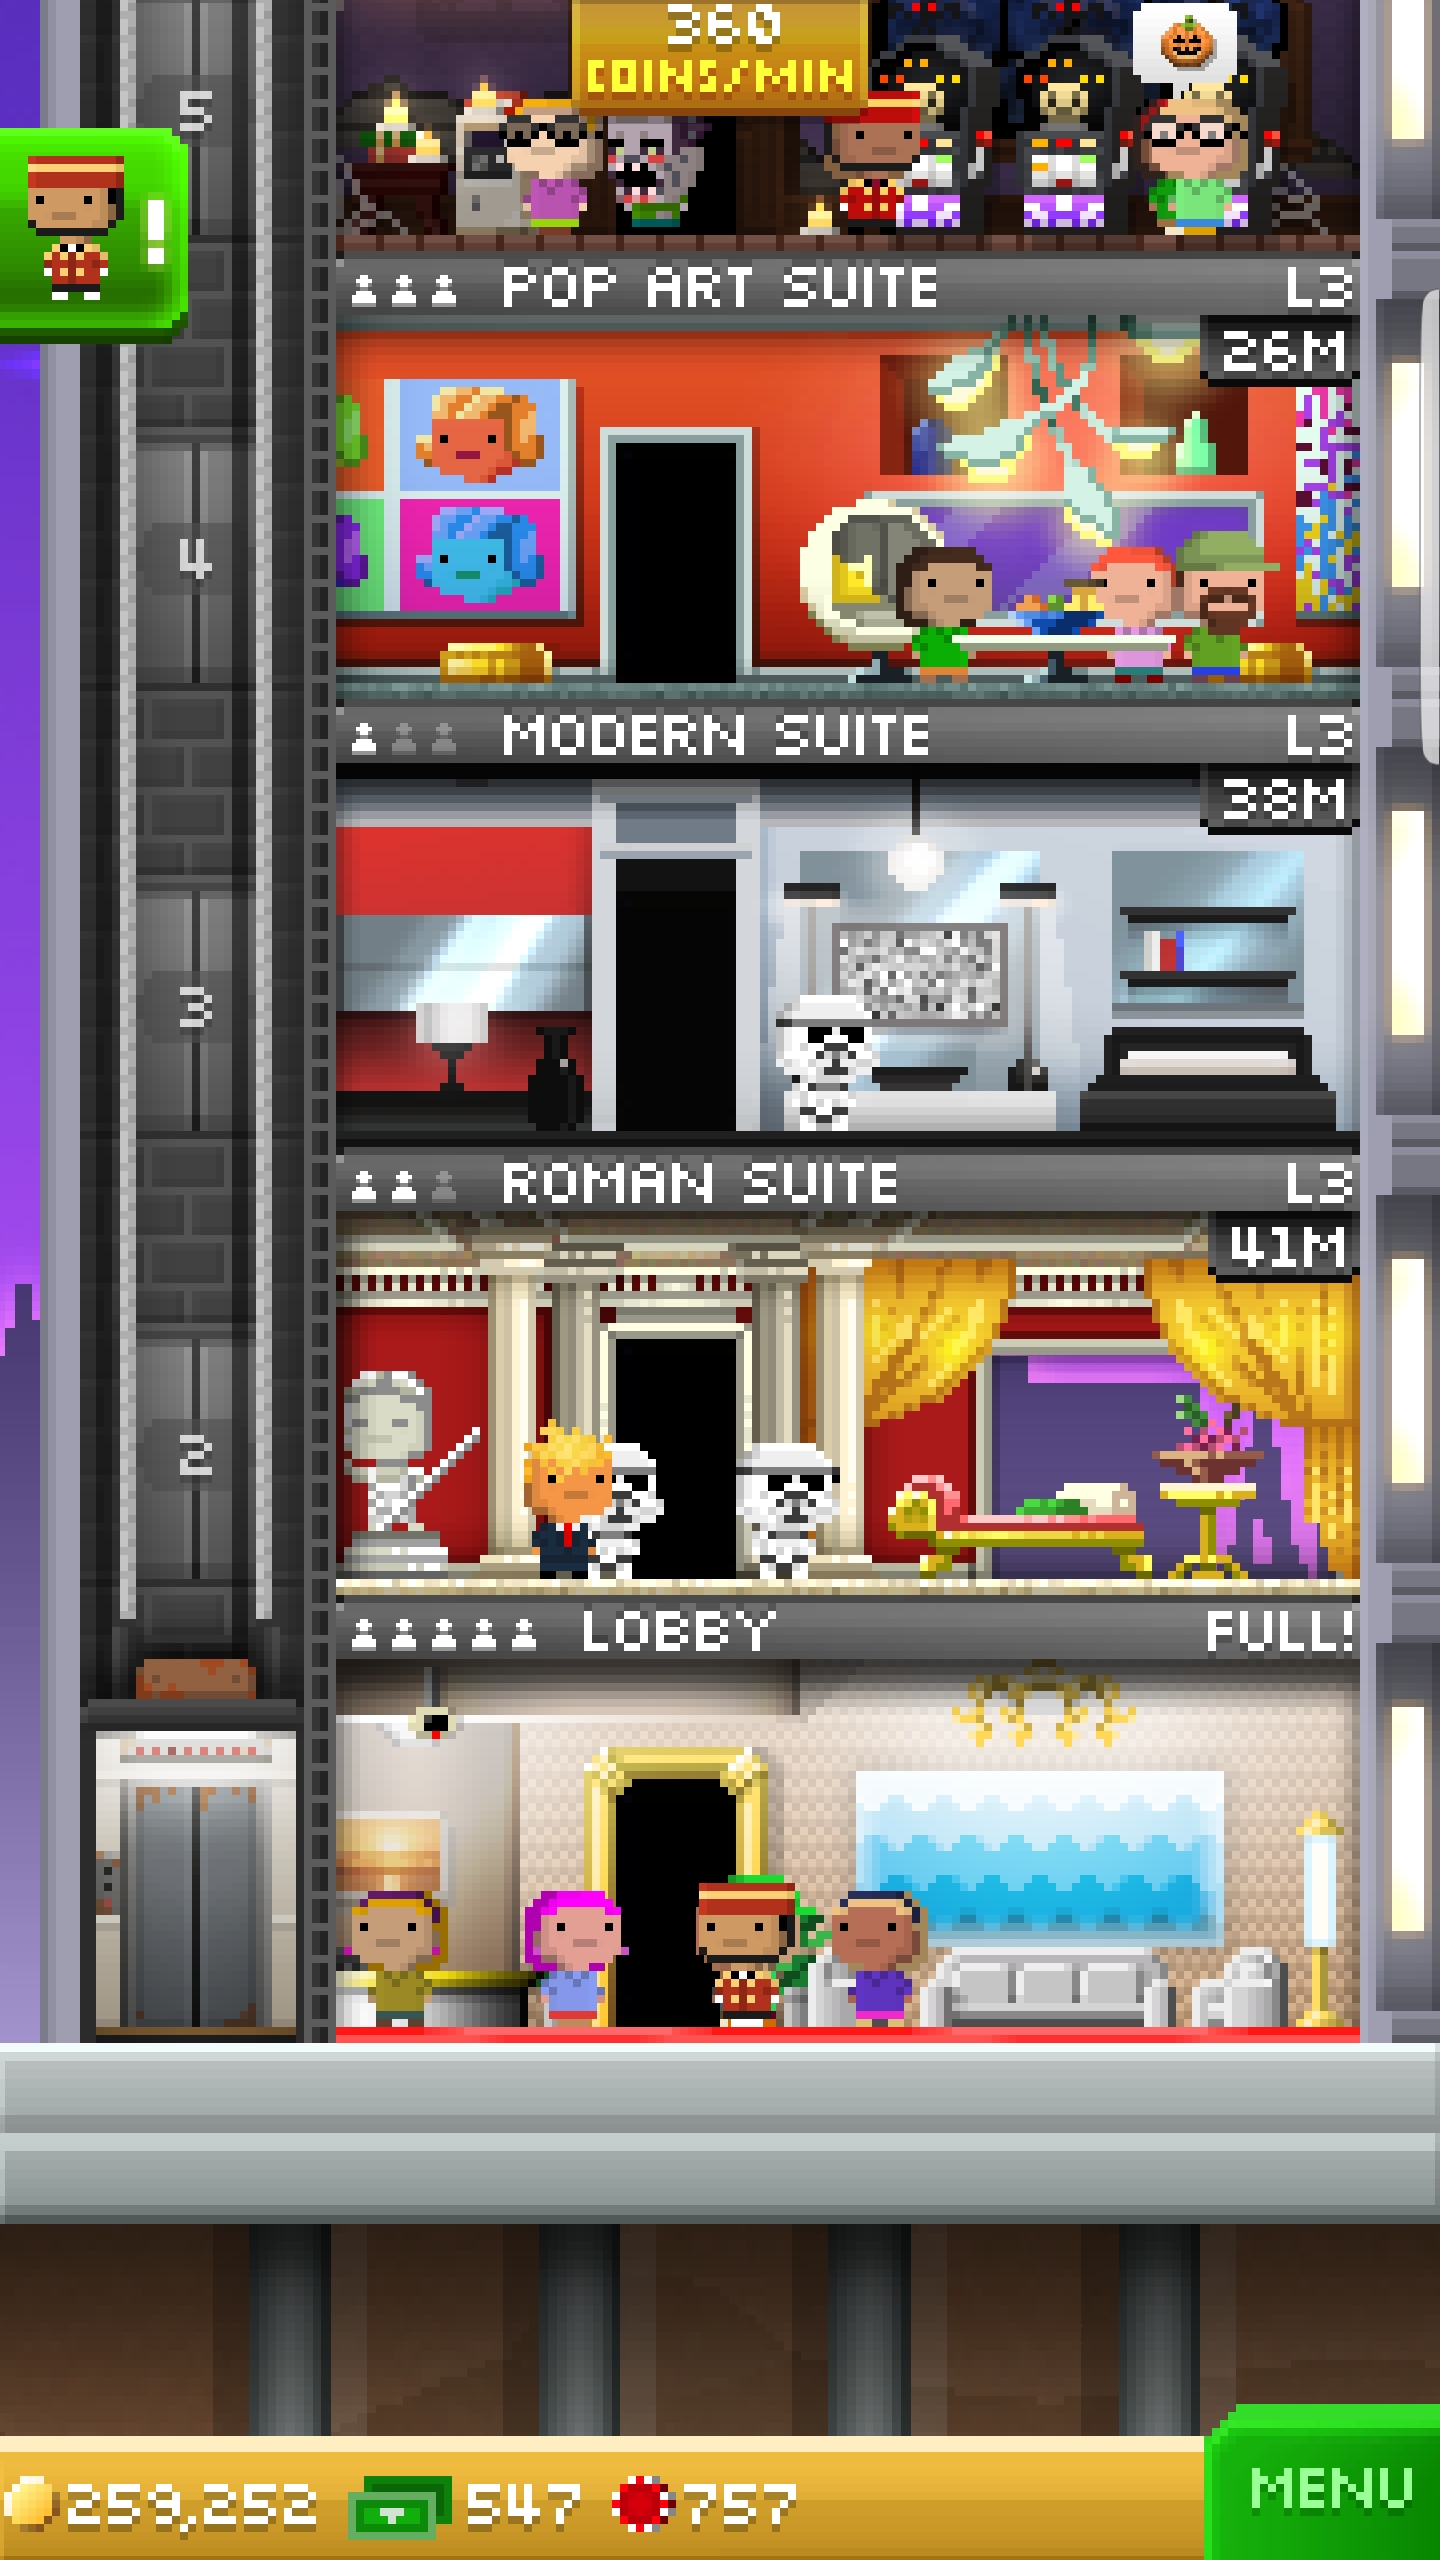 360
COINS/MIN
5
!
POP ART SUITE L3
26M
4
MODERN SUITE L3
38M
3
ROMAN SUITE L3
41M
2
LOBBY FULL!
259,252 547 757
MENU